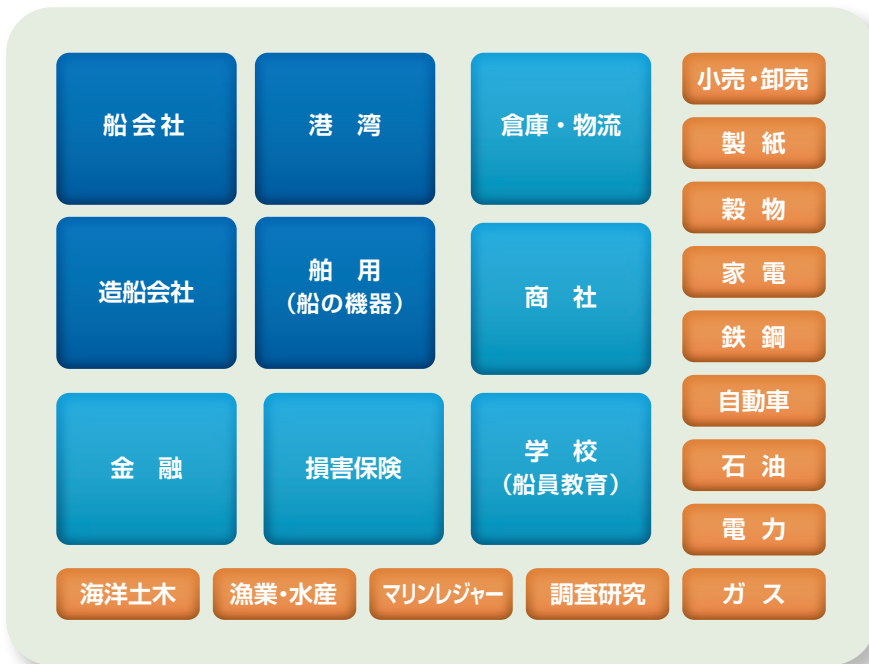 船会社
港 湾
倉庫・物流
小売・卸売
製 紙
穀 物
造船会社
舶 用
(船の機器)
商 社
家 電
鉄 鋼
自動車
金 融
損害保険
学 校
(船員教育)
石 油
電 力
海洋土木
漁業・水産
マリンレジャー
調査研究
ガ ス